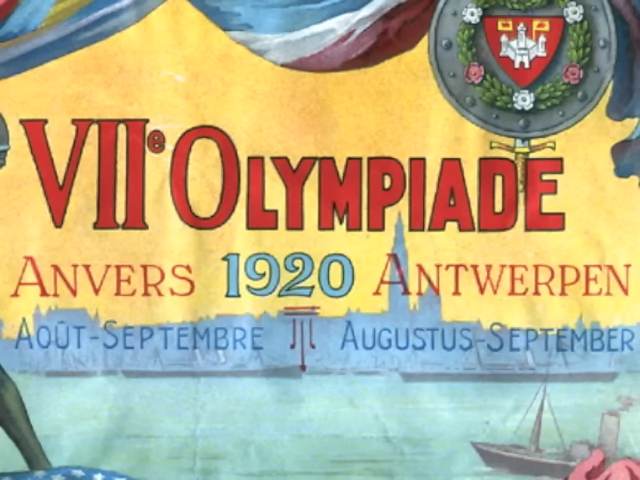 VIIe OLYMPIADE
ANVERS 1920 ANTWERPEN
AOÛT-SEPTEMBRE AUGUSTUS-SEPTEMBER